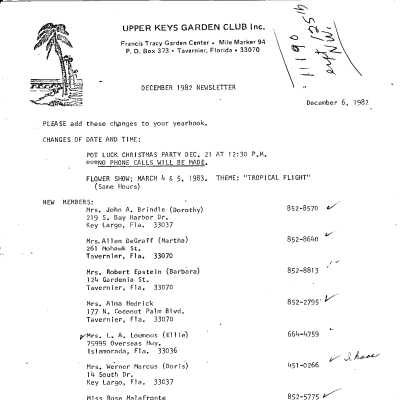 UPPER KEYS GARDEN CLUB Inc.
Francis Tracy Garden Center • Mile Marker 94
P. O. Box 373 • Tavernier, Florida • 33070
11190
DECEMBER 1982 NEWSLETTER
December 6, 1982
PLEASE add these changes to your yearbook.
CHANGES OF DATE AND TIME:
POT LUCK CHRISTMAS PARTY DEC. 21 AT 12:30 P.M.
***NO PHONE CALLS WILL BE MADE.
FLOWER SHOW; MARCH 4 & 5, 1983. THEME: "TROPICAL FLIGHT"
(Same Hours)
NEW MEMBERS:
Mrs. John A. Brindle (Dorothy) 852-8570
219 S. Bay Harbor Dr.
Key Largo, Fla. 33037
Mrs. Allen DeGraff (Martha) 852-8640
261 Mohawk St.
Tavernier, Fla. 33070
Mrs. Robert Epstein (Barbara) 852-8813
124 Gardenia St.
Tavernier, Fla. 33070
Mrs. Alma Hedrick 852-2795
177 N. Coconut Palm Blvd.
Tavernier, Fla. 33070
Mrs. L. A. Loumous (Ellie) 664-4759
75995 Overseas Hwy.
Islamorada, Fla. 33036
Mrs. Werner Marcus (Doris) 451-0266
14 South Dr.
Key Largo, Fla. 33037
Miss Rose Malafronte 852-5775